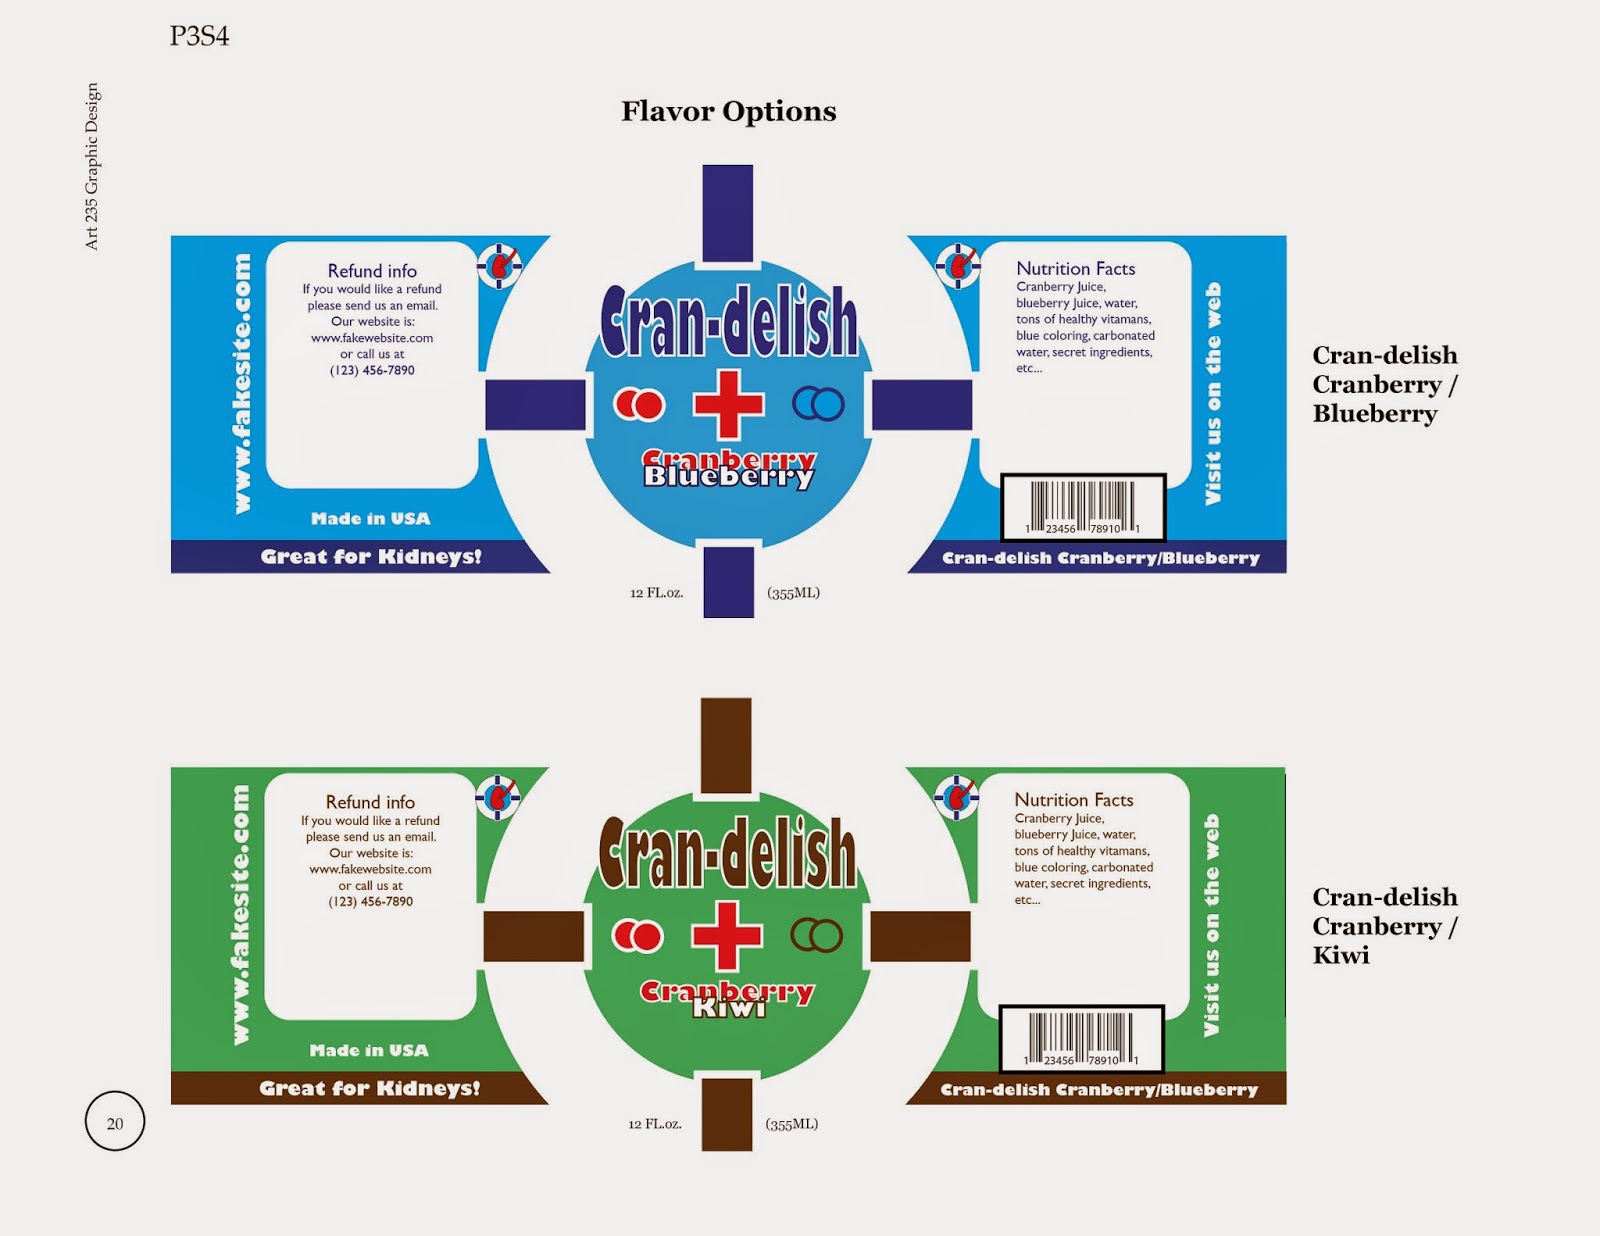 P3S4
Art 235 Graphic Design
Flavor Options
www.fakesite.com
Refund info
If you would like a refund
please send us an email.
Our website is:
www.fakewebsite.com
or call us at
(123) 456-7890
Made in USA
Great for Kidneys!
Cran-delish
Cranberry
Blueberry
12 FL.oz.
(355ML)
Nutrition Facts
Cranberry Juice,
blueberry Juice, water,
tons of healthy vitamans,
blue coloring, carbonated
water, secret ingredients,
etc...
1 23456 78910 1
Visit us on the web
Cran-delish Cranberry/Blueberry
Cran-delish
Cranberry /
Blueberry
www.fakesite.com
Refund info
If you would like a refund
please send us an email.
Our website is:
www.fakewebsite.com
or call us at
(123) 456-7890
Made in USA
Great for Kidneys!
Cran-delish
Cranberry
Kiwi
12 FL.oz.
(355ML)
Nutrition Facts
Cranberry Juice,
blueberry Juice, water,
tons of healthy vitamans,
blue coloring, carbonated
water, secret ingredients,
etc...
1 23456 78910 1
Visit us on the web
Cran-delish Cranberry/Blueberry
Cran-delish
Cranberry /
Kiwi
20